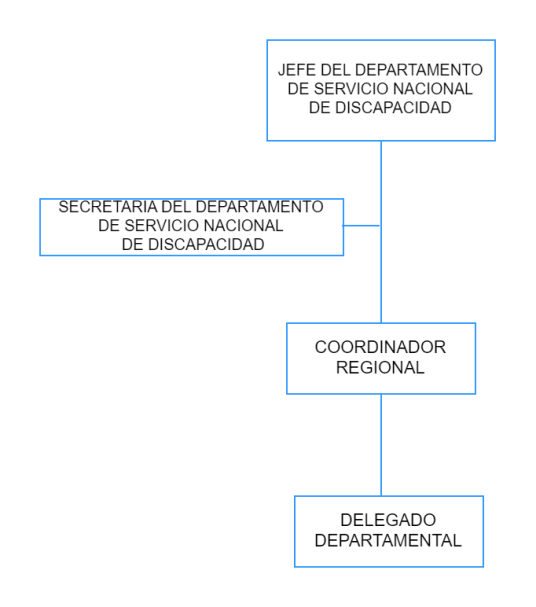 JEFE DEL DEPARTAMENTO
DE SERVICIO NACIONAL
DE DISCAPACIDAD
SECRETARIA DEL DEPARTAMENTO
DE SERVICIO NACIONAL
DE DISCAPACIDAD
COORDINADOR
REGIONAL
DELEGADO
DEPARTAMENTAL